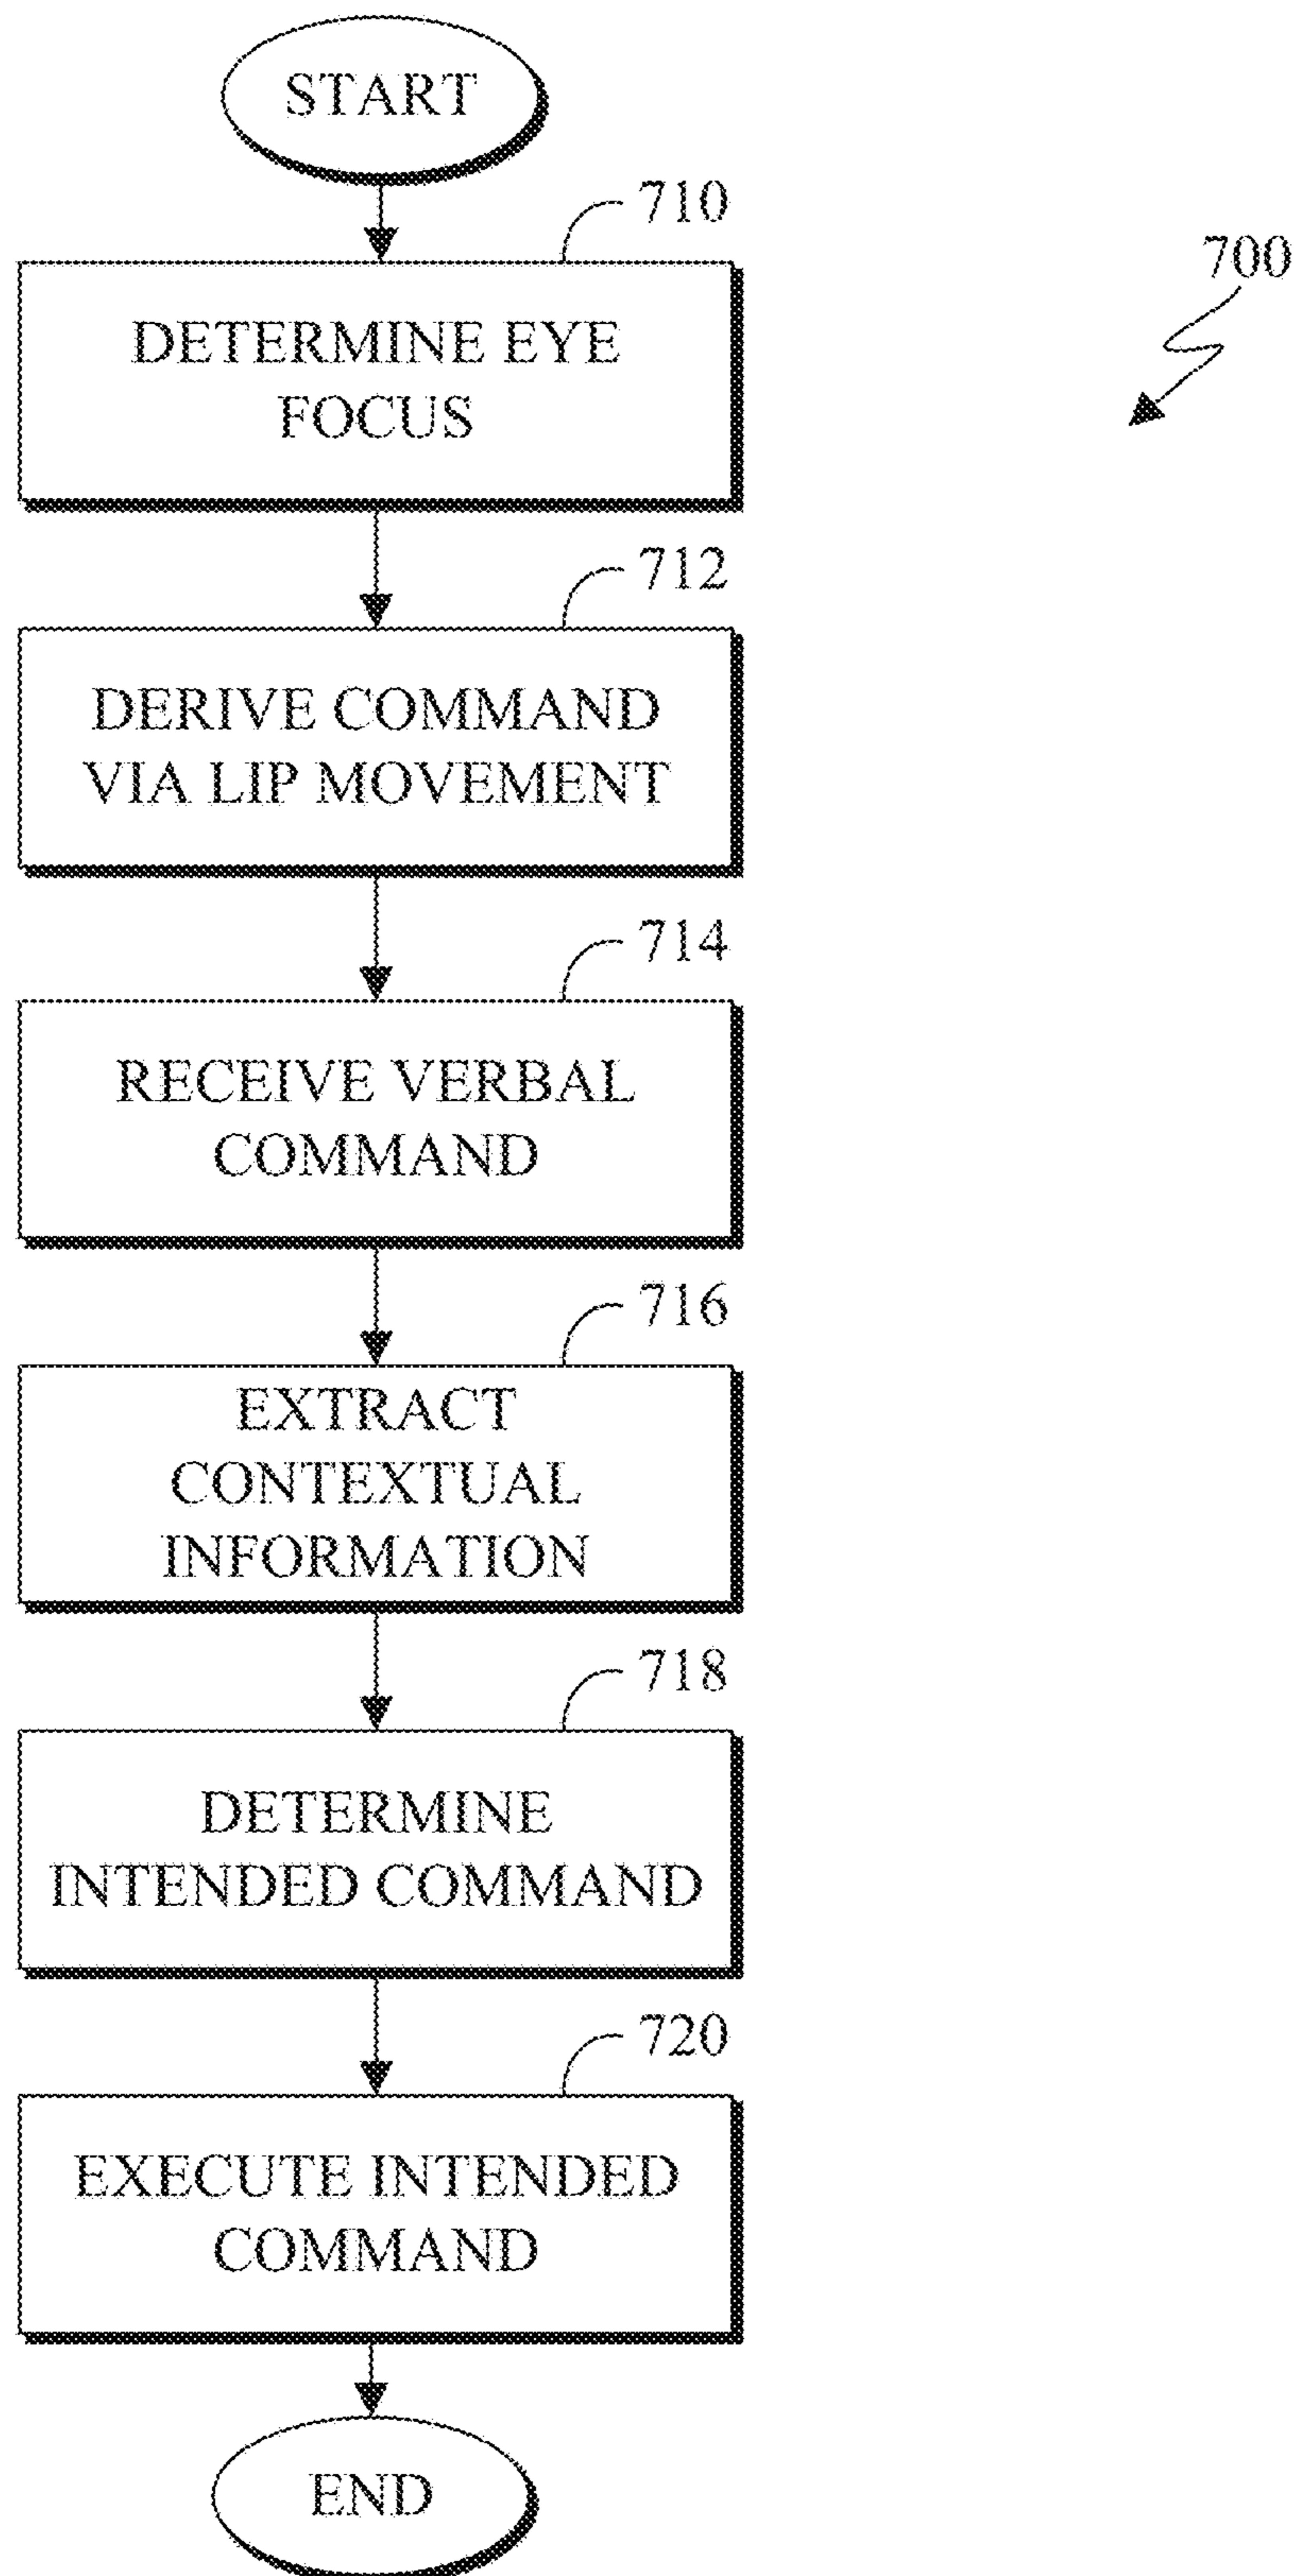 START
710
700
DETERMINE EYE
FOCUS
712
DERIVE COMMAND
VIA LIP MOVEMENT
714
RECEIVE VERBAL
COMMAND
716
EXTRACT
CONTEXTUAL
INFORMATION
718
DETERMINE
INTENDED COMMAND
720
EXECUTE INTENDED
COMMAND
END